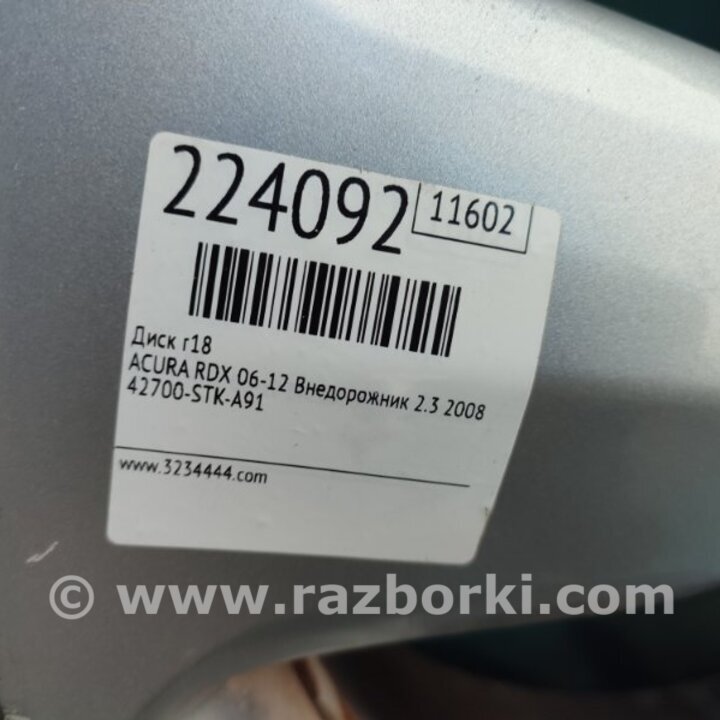 224092
11602
Диск r18
ACURA RDX 06-12 Внедорожник 2.3 2008
42700-STK-A91
www.3234444.com
© www.razborki.com